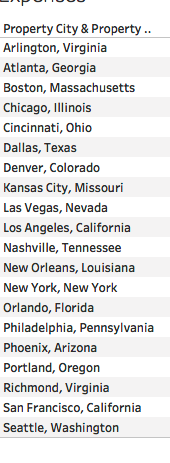 Expenses
Property City & Property ..
Arlington, Virginia
Atlanta, Georgia
Boston, Massachusetts
Chicago, Illinois
Cincinnati, Ohio
Dallas, Texas
Denver, Colorado
Kansas City, Missouri
Las Vegas, Nevada
Los Angeles, California
Nashville, Tennessee
New Orleans, Louisiana
New York, New York
Orlando, Florida
Philadelphia, Pennsylvania
Phoenix, Arizona
Portland, Oregon
Richmond, Virginia
San Francisco, California
Seattle, Washington